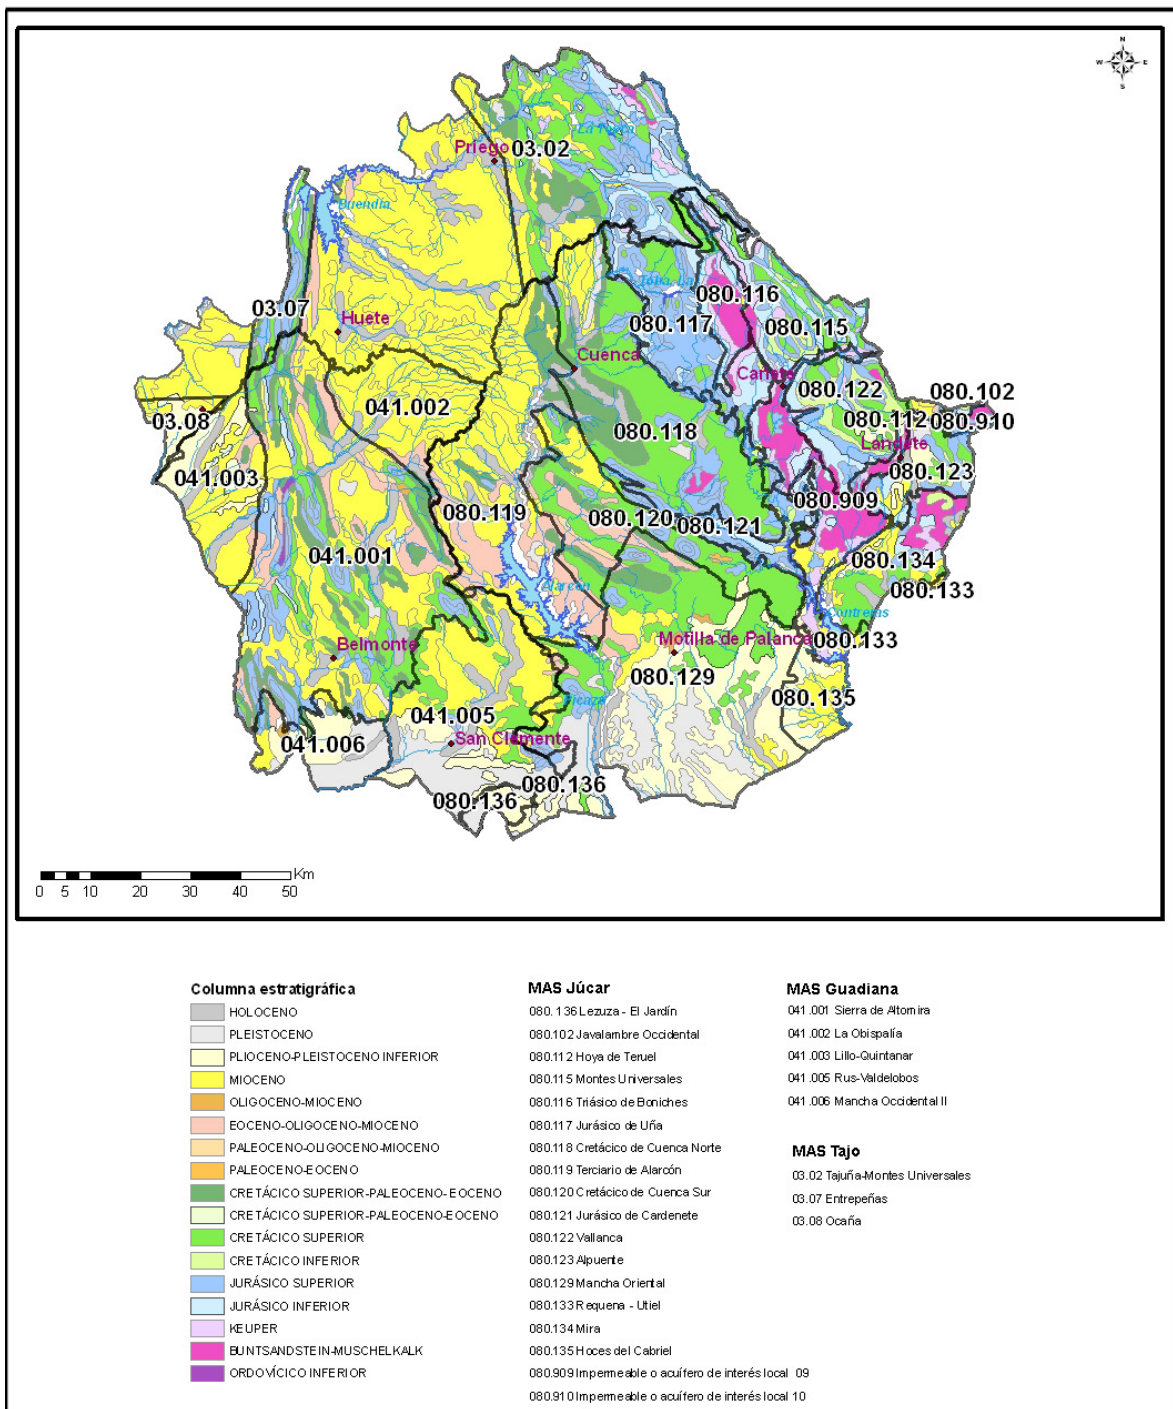 N
W E
S
La Tosca
Priego
03.02
Buendía
03.07
Huete
Toba, La
080.116
080.117
080.115
Cuenca
Cañete
080.122
080.102
041.002
03.08
080.112
080.910
080.118
Landete
041.003
080.123
080.909
080.119
080.120
080.121
041.001
080.134
080.133
Alarcón
Contreras
Belmonte
Motilla de Palancar
080.133
080.129
080.135
Picazo
041.005
041.006
San Clemente
080.136
080.136
Km
0 5 10 20 30 40 50
Columna estratigráfica
HOLOCENO
PLEISTOCENO
PLIOCENO-PLEISTOCENO INFERIOR
MIOCENO
OLIGOCENO-MIOCENO
EOCENO-OLIGOCENO-MIOCENO
PALEOCENO-OLIGOCENO-MIOCENO
PALEOCENO-EOCENO
CRETÁCICO SUPERIOR-PALEOCENO-EOCENO
CRETÁCICO SUPERIOR-PALEOCENO-EOCENO
CRETÁCICO SUPERIOR
CRETÁCICO INFERIOR
JURÁSICO SUPERIOR
JURÁSICO INFERIOR
KEUPER
BUNTSANDSTEIN-MUSCHELKALK
ORDOVÍCICO INFERIOR
MAS Júcar
080.136 Lezuza - El Jardín
080.102 Javalambre Occidental
080.112 Hoya de Teruel
080.115 Montes Universales
080.116 Triásico de Boniches
080.117 Jurásico de Uña
080.118 Cretácico de Cuenca Norte
080.119 Terciario de Alarcón
080.120 Cretácico de Cuenca Sur
080.121 Jurásico de Cardenete
080.122 Vallanca
080.123 Alpuente
080.129 Mancha Oriental
080.133 Requena - Utiel
080.134 Mira
080.135 Hoces del Cabriel
080.909 Impermeable o acuífero de interés local 09
080.910 Impermeable o acuífero de interés local 10
MAS Guadiana
041.001 Sierra de Altomira
041.002 La Obispalía
041.003 Lillo-Quintanar
041.005 Rus-Valdelobos
041.006 Mancha Occidental II
MAS Tajo
03.02 Tajuña-Montes Universales
03.07 Entrepeñas
03.08 Ocaña